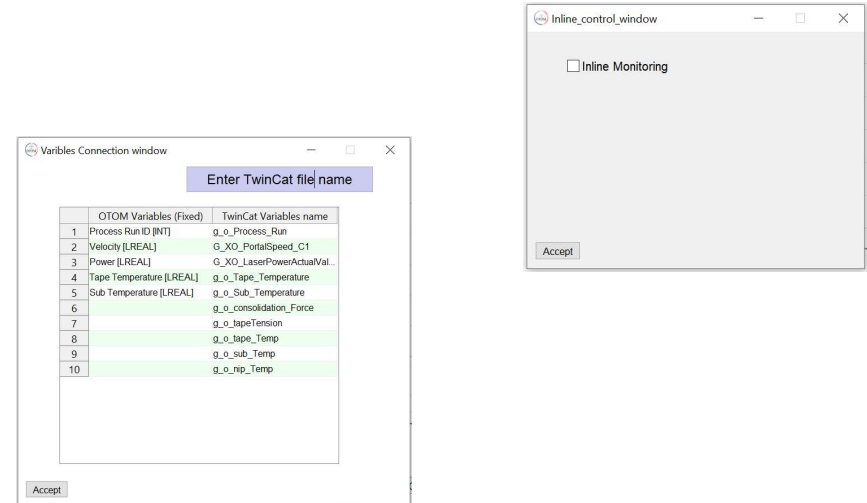 Inline_control_window
Inline Monitoring
Accept
Varibles Connection window
Enter TwinCat file name
OTOM Variables (Fixed) TwinCat Variables name
1 Process Run ID [INT] g_o_Process_Run
2 Velocity [LREAL] G_XO_PortalSpeed_C1
3 Power [LREAL] G_XO_LaserPowerActualVal...
4 Tape Temperature [LREAL] g_o_Tape_Temperature
5 Sub Temperature [LREAL] g_o_Sub_Temperature
6 g_o_consolidation_Force
7 g_o_tapeTension
8 g_o_tape_Temp
9 g_o_sub_Temp
10 g_o_nip_Temp
Accept